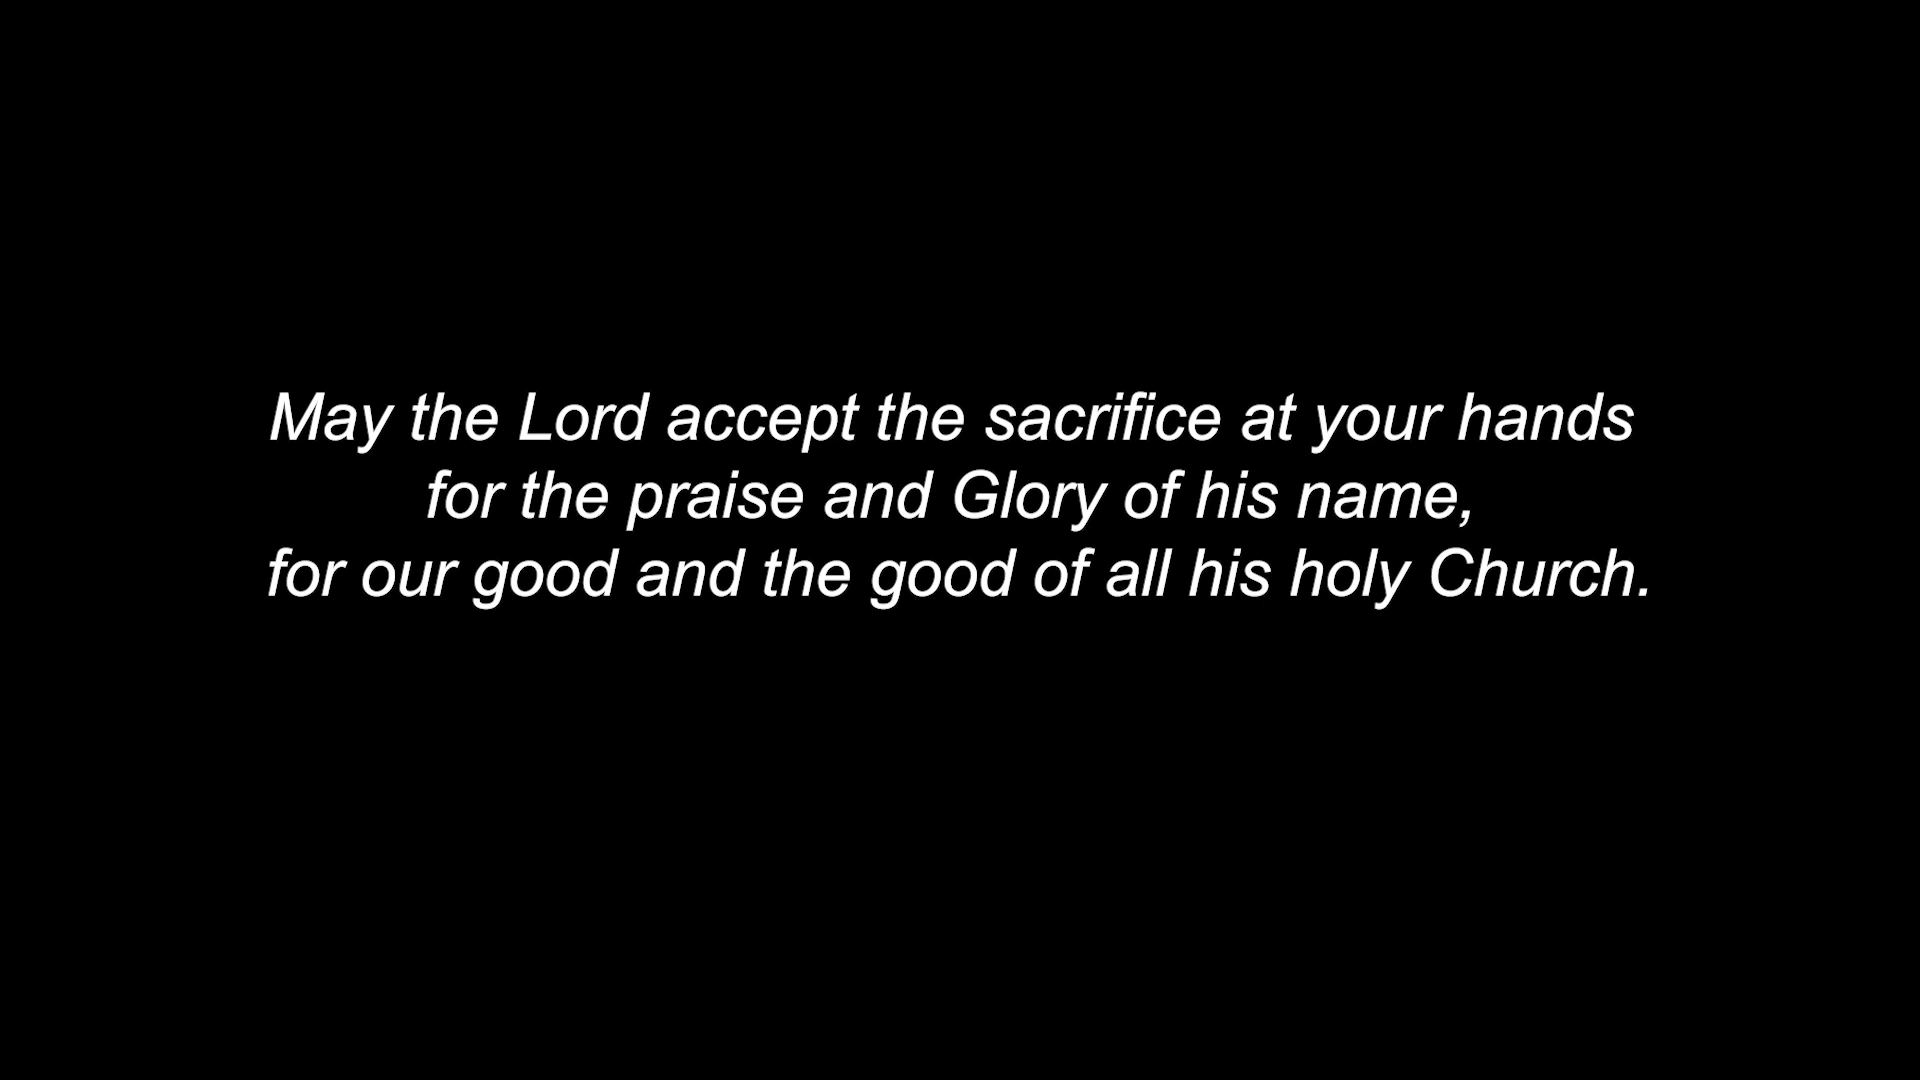 May the Lord accept the sacrifice at your hands
for the praise and Glory of his name,
for our good and the good of all his holy Church.